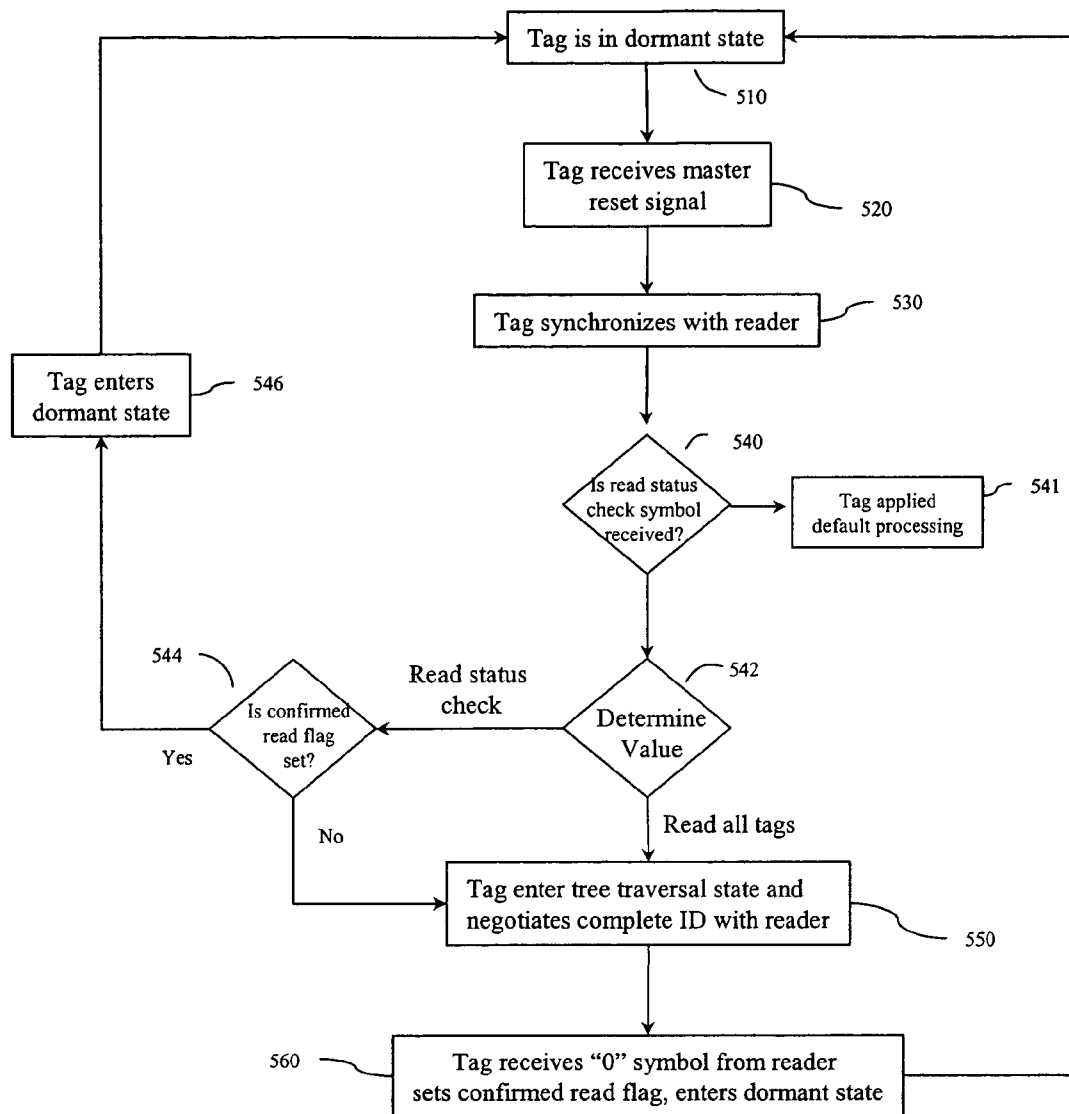 Tag is in dormant state
510
Tag receives master
reset signal
520
Tag synchronizes with reader
530
Tag enters
dormant state
546
540
Is read status
check symbol
received?
Tag applied
default processing
541
544
Is confirmed
read flag
set?
Read status
check
542
Determine
Value
Yes
No
Read all tags
Tag enter tree traversal state and
negotiates complete ID with reader
550
560
Tag receives “0” symbol from reader
sets confirmed read flag, enters dormant state